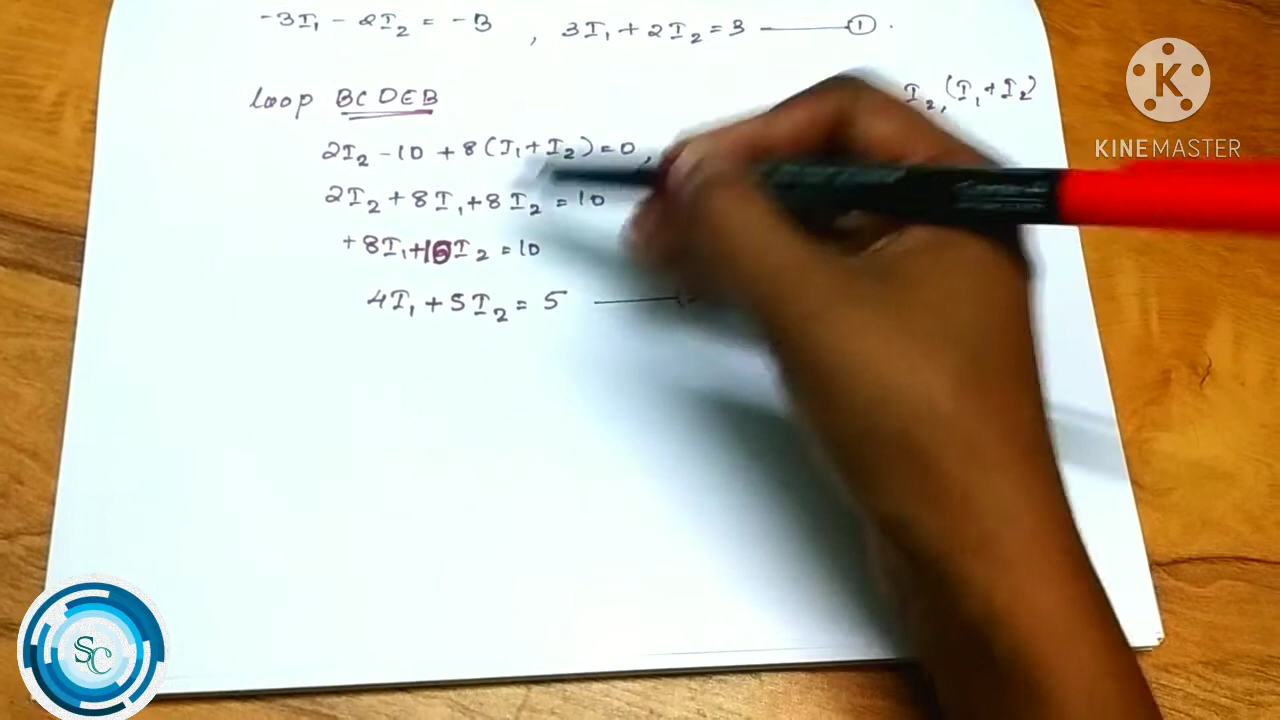 -3I₁ - 2I₂ = -3 , 3I₁ + 2I₂ = 3 —— ①.
I₂, (I₁ + I₂)
loop BCDEB
2I₂ - 10 + 8(I₁ + I₂) = 0,
2I₂ + 8I₁ + 8I₂ = 10
+ 8I₁ + 10I₂ = 10
4I₁ + 5I₂ = 5 ——
K
KINEMASTER
SC